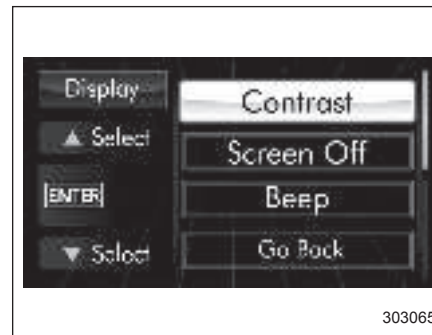 Display
▲ Select
ENTER
▼ Select
Contrast
Screen Off
Beep
Go Back
303065